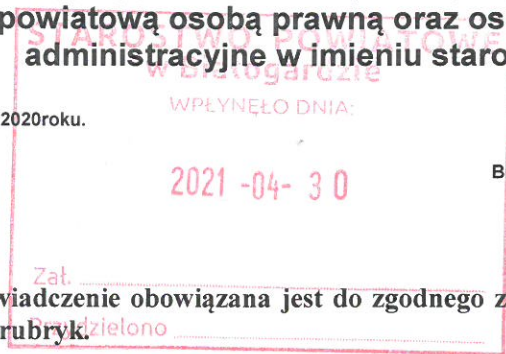 powiatową osobą prawną oraz os
STAROSTWO POWIATOWE
administracyjne w imieniu staro
w Białogardzie
WPŁYNĘŁO DNIA:
2020roku.
B
2021 -04- 30
Zał.
wiadczenie obowiązana jest do zgodnego z
rubryk.
Przydzielono